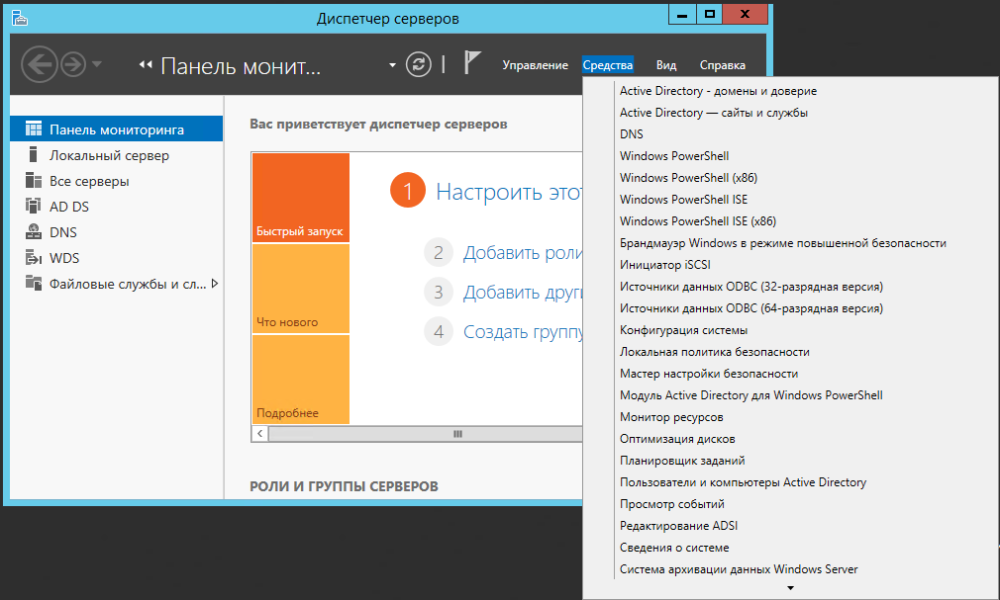 Диспетчер серверов
Панель монит...
Управление
Средства
Вид
Справка
Панель мониторинга
Локальный сервер
Все серверы
AD DS
DNS
WDS
Файловые службы и сл...
Вас приветствует диспетчер серверов
Быстрый запуск
Что нового
Подробнее
1 Настроить этот
2 Добавить роли
3 Добавить други
4 Создать группу
РОЛИ И ГРУППЫ СЕРВЕРОВ
Active Directory - домены и доверие
Active Directory — сайты и службы
DNS
Windows PowerShell
Windows PowerShell (x86)
Windows PowerShell ISE
Windows PowerShell ISE (x86)
Брандмауэр Windows в режиме повышенной безопасности
Инициатор iSCSI
Источники данных ODBC (32-разрядная версия)
Источники данных ODBC (64-разрядная версия)
Конфигурация системы
Локальная политика безопасности
Мастер настройки безопасности
Модуль Active Directory для Windows PowerShell
Монитор ресурсов
Оптимизация дисков
Планировщик заданий
Пользователи и компьютеры Active Directory
Просмотр событий
Редактирование ADSI
Сведения о системе
Система архивации данных Windows Server